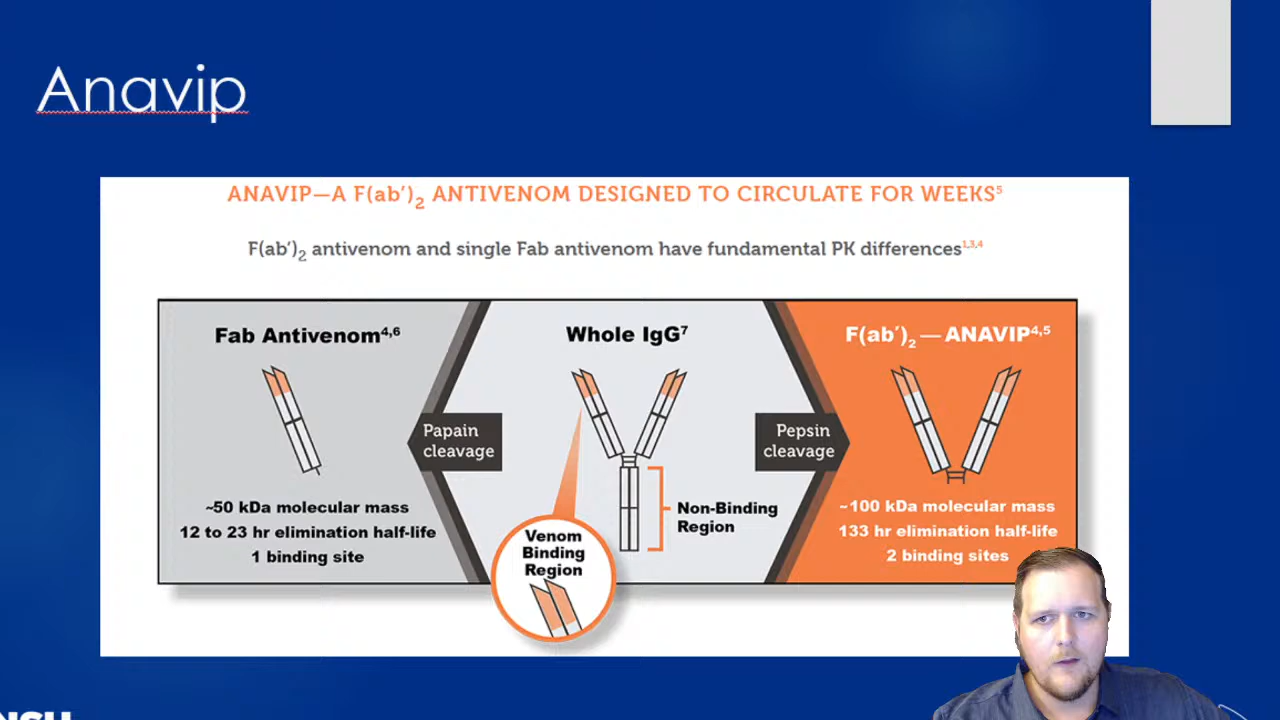 Anavip
ANAVIP—A F(ab′)₂ ANTIVENOM DESIGNED TO CIRCULATE FOR WEEKS⁵
F(ab′)₂ antivenom and single Fab antivenom have fundamental PK differences¹,³,⁴
Fab Antivenom⁴,⁶
Papain
cleavage
~50 kDa molecular mass
12 to 23 hr elimination half-life
1 binding site
Whole IgG⁷
Non-Binding
Region
Venom
Binding
Region
F(ab′)₂ — ANAVIP⁴,⁵
Pepsin
cleavage
~100 kDa molecular mass
133 hr elimination half-life
2 binding sites